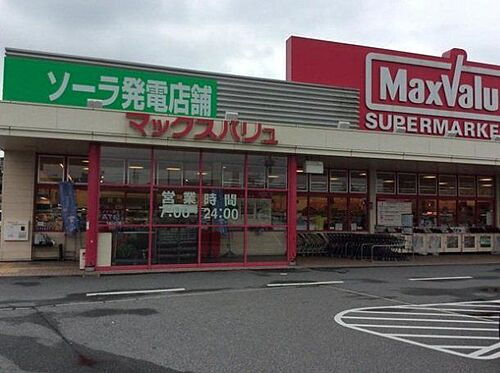 ソーラ発電店舗
MaxValu
SUPERMARKE
マックスバリュ
営業時間
7:00 24:00